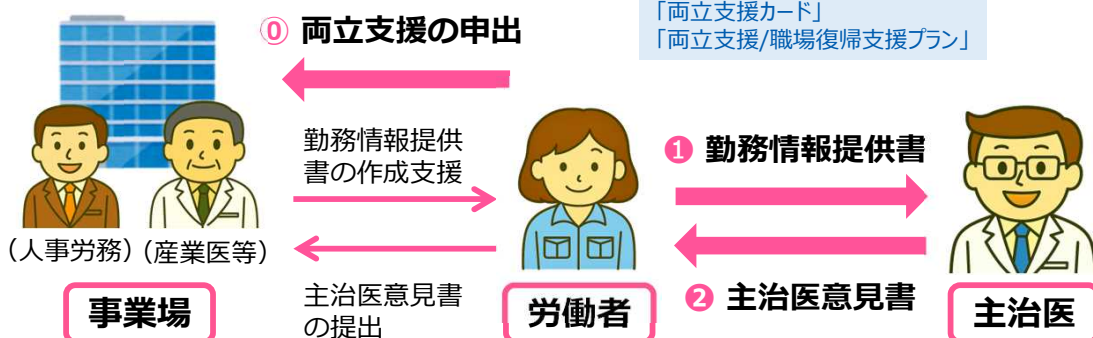 「両立支援カード」
「両立支援/職場復帰支援プラン」
⓪ 両立支援の申出
勤務情報提供
書の作成支援
❶ 勤務情報提供書
(人事労務)(産業医等)
主治医意見書
の提出
❷ 主治医意見書
事業場
労働者
主治医